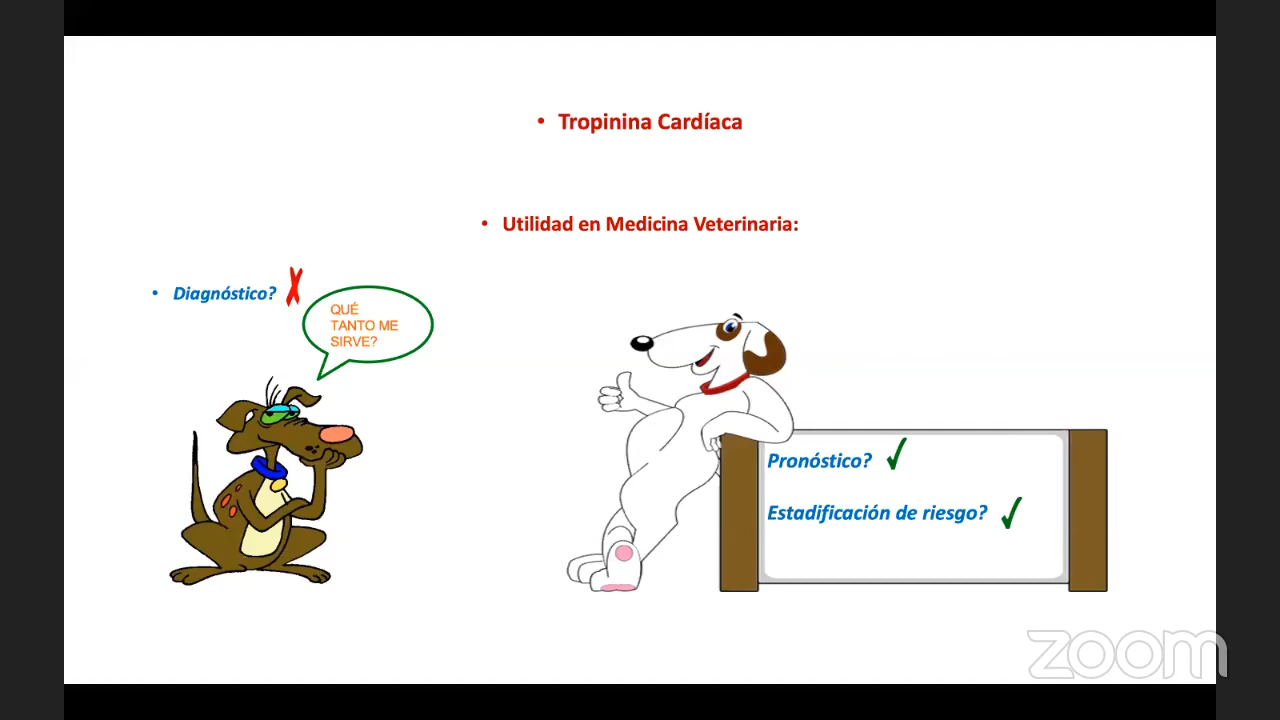 • Tropinina Cardíaca
• Utilidad en Medicina Veterinaria:
• Diagnóstico?
QUÉ
TANTO ME
SIRVE?
Pronóstico?
Estadificación de riesgo?
zoom